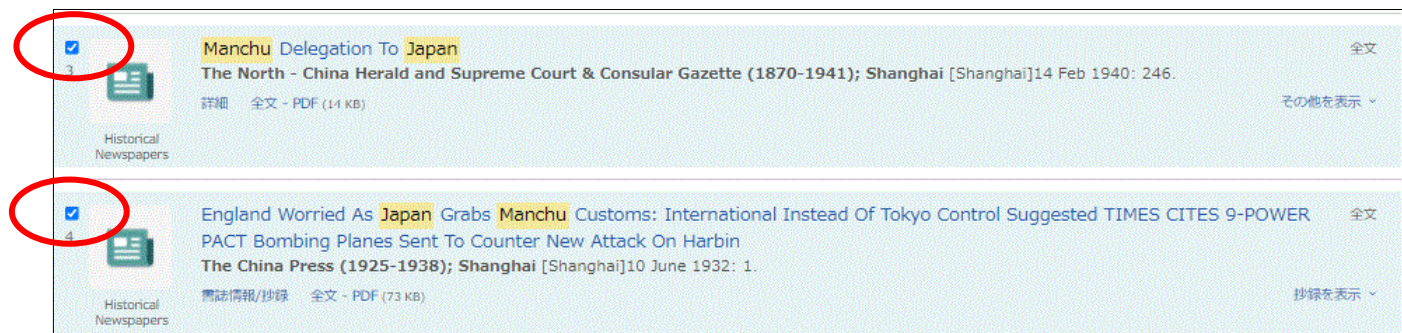 Manchu Delegation To Japan
全文
3
The North - China Herald and Supreme Court & Consular Gazette (1870-1941); Shanghai [Shanghai]14 Feb 1940: 246.
詳細 全文 - PDF (14 KB)
その他を表示
Historical
Newspapers
England Worried As Japan Grabs Manchu Customs: International Instead Of Tokyo Control Suggested TIMES CITES 9-POWER
全文
4
PACT Bombing Planes Sent To Counter New Attack On Harbin
The China Press (1925-1938); Shanghai [Shanghai]10 June 1932: 1.
書誌情報/抄録 全文 - PDF (73 KB)
抄録を表示
Historical
Newspapers